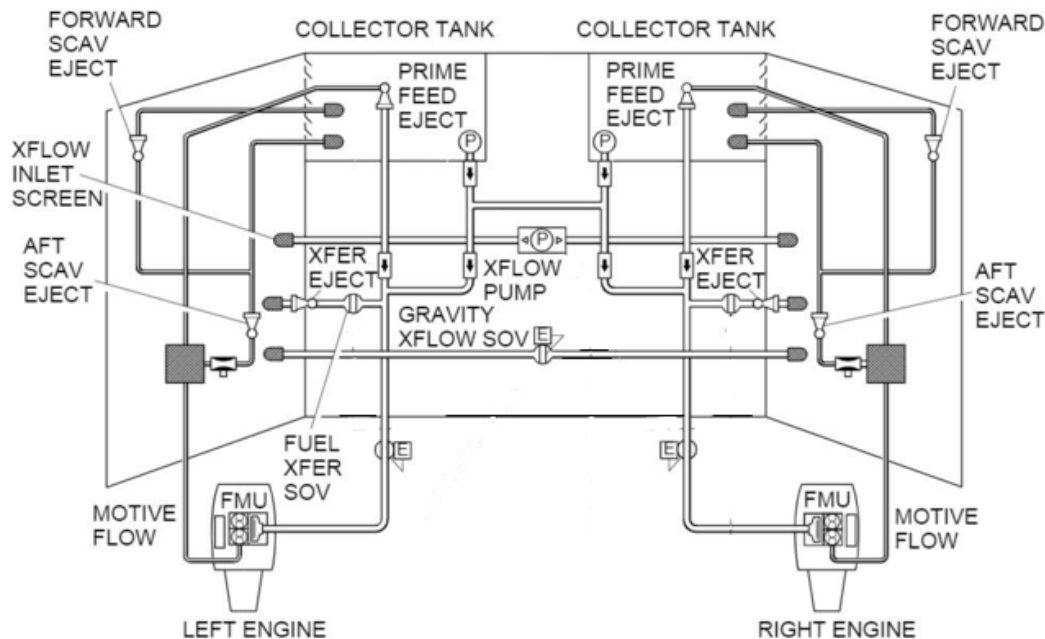 FORWARD
SCAV
EJECT
COLLECTOR TANK
COLLECTOR TANK
FORWARD
SCAV
EJECT
PRIME
FEED
EJECT
PRIME
FEED
EJECT
P
P
XFLOW
INLET
SCREEN
P
XFER
EJECT
XFLOW
PUMP
XFER
EJECT
AFT
SCAV
EJECT
AFT
SCAV
EJECT
GRAVITY
XFLOW SOV
E
FUEL
XFER
SOV
E
E
MOTIVE
FLOW
FMU
FMU
MOTIVE
FLOW
LEFT ENGINE
RIGHT ENGINE